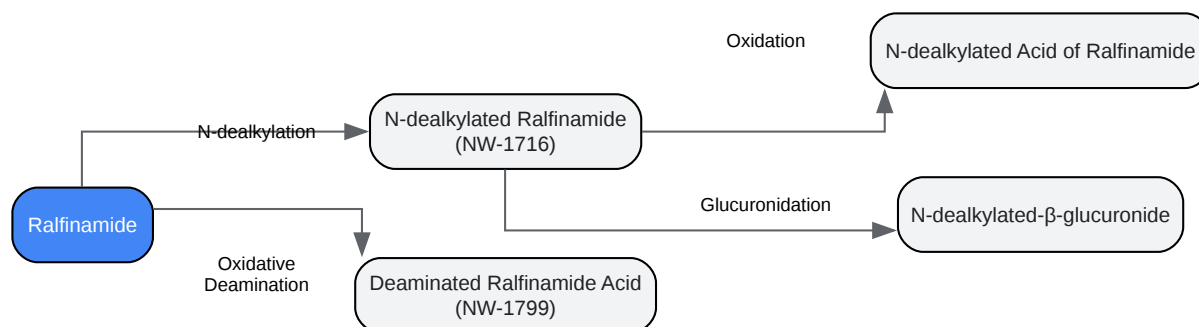 Oxidation
N-dealkylated Acid of Ralfinamide
N-dealkylated Ralfinamide
(NW-1716)
N-dealkylation
Ralfinamide
Glucuronidation
N-dealkylated-β-glucuronide
Oxidative
Deamination
Deaminated Ralfinamide Acid
(NW-1799)